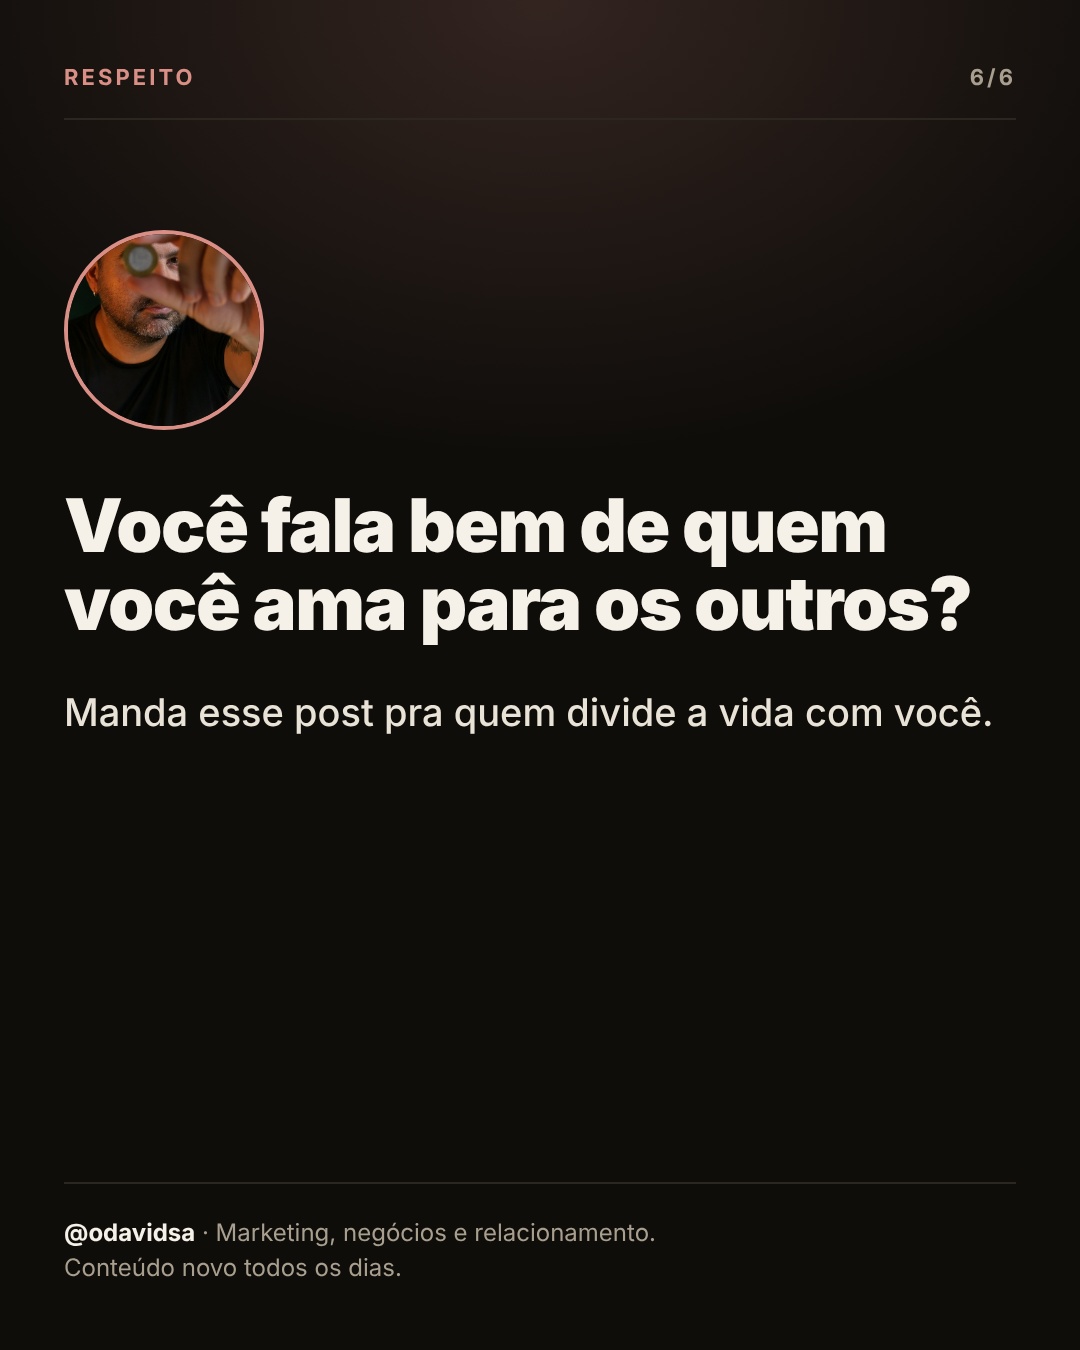 RESPEITO
6/6
Você fala bem de quem
você ama para os outros?
Manda esse post pra quem divide a vida com você.
@odavidsa · Marketing, negócios e relacionamento.
Conteúdo novo todos os dias.